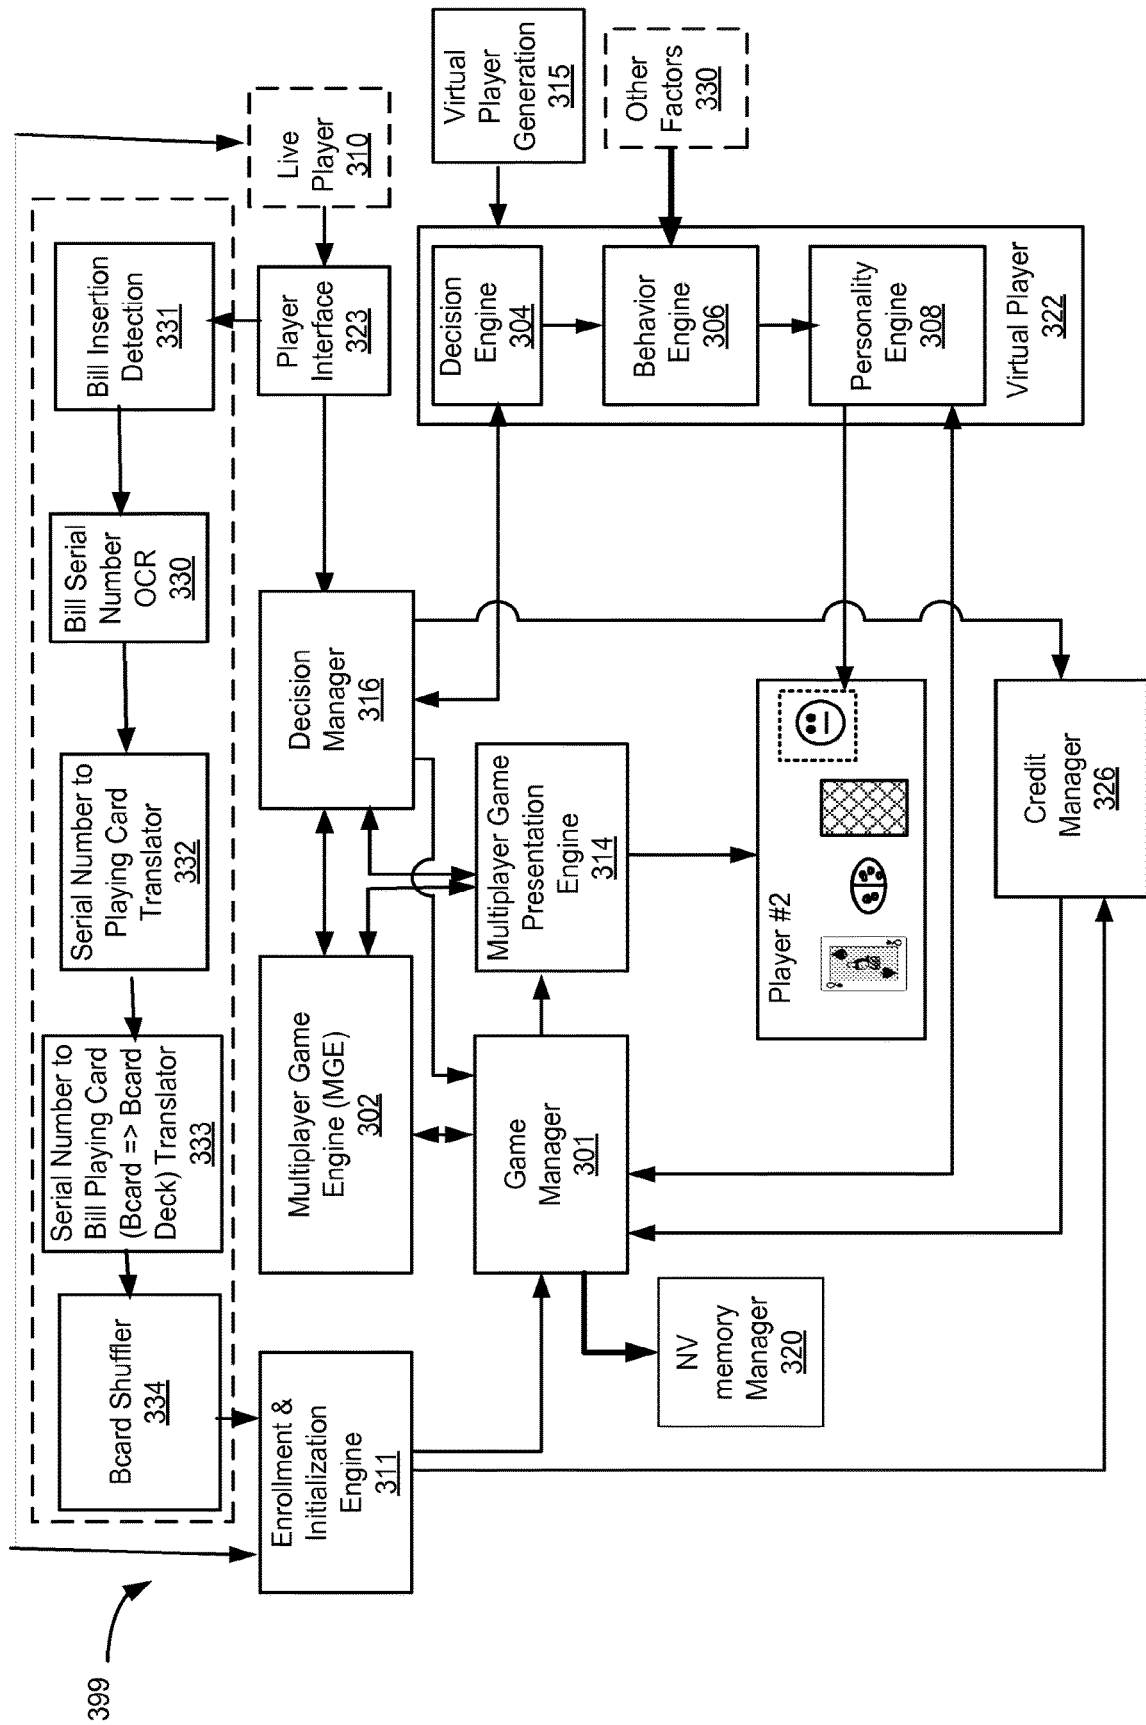 399
Bcard Shuffler
334
Serial Number to
Bill Playing Card
(Bcard => Bcard
Deck) Translator
333
Serial Number to
Playing Card
Translator
332
Bill Serial
Number
OCR
330
Bill Insertion
Detection
331
Enrollment &
Initialization
Engine
311
Multiplayer Game
Engine (MGE)
302
Decision
Manager
316
Player
Interface
323
Live
Player
310
Game
Manager
301
Multiplayer Game
Presentation
Engine
314
NV
memory
Manager
320
Player #2
Credit
Manager
326
Virtual
Player
Generation
315
Other
Factors
330
Decision
Engine
304
Behavior
Engine
306
Personality
Engine
308
Virtual Player
322